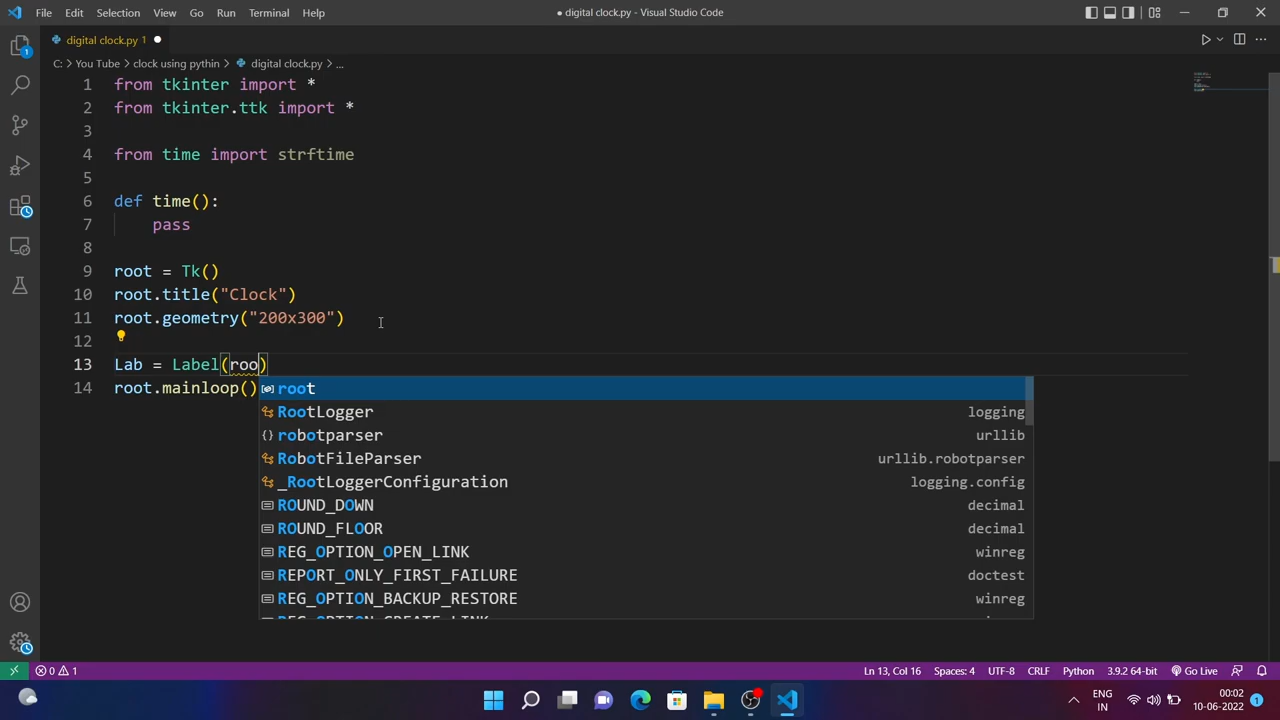 File Edit Selection View Go Run Terminal Help
● digital clock.py - Visual Studio Code
digital clock.py 1 ●
C: > You Tube > clock using pythin > digital clock.py > ...
1 from tkinter import *
2 from tkinter.ttk import *
3
4 from time import strftime
5
6 def time():
7 pass
8
9 root = Tk()
10 root.title("Clock")
11 root.geometry("200x300")
12
13 Lab = Label(roo)
14 root.mainloop()
root
RootLogger logging
robotparser urllib
RobotFileParser urllib.robotparser
_RootLoggerConfiguration logging.config
ROUND_DOWN decimal
ROUND_FLOOR decimal
REG_OPTION_OPEN_LINK winreg
REPORT_ONLY_FIRST_FAILURE doctest
REG_OPTION_BACKUP_RESTORE winreg
0 1 Ln 13, Col 16 Spaces: 4 UTF-8 CRLF Python 3.9.2 64-bit Go Live
ENG 00:02
IN 10-06-2022 1